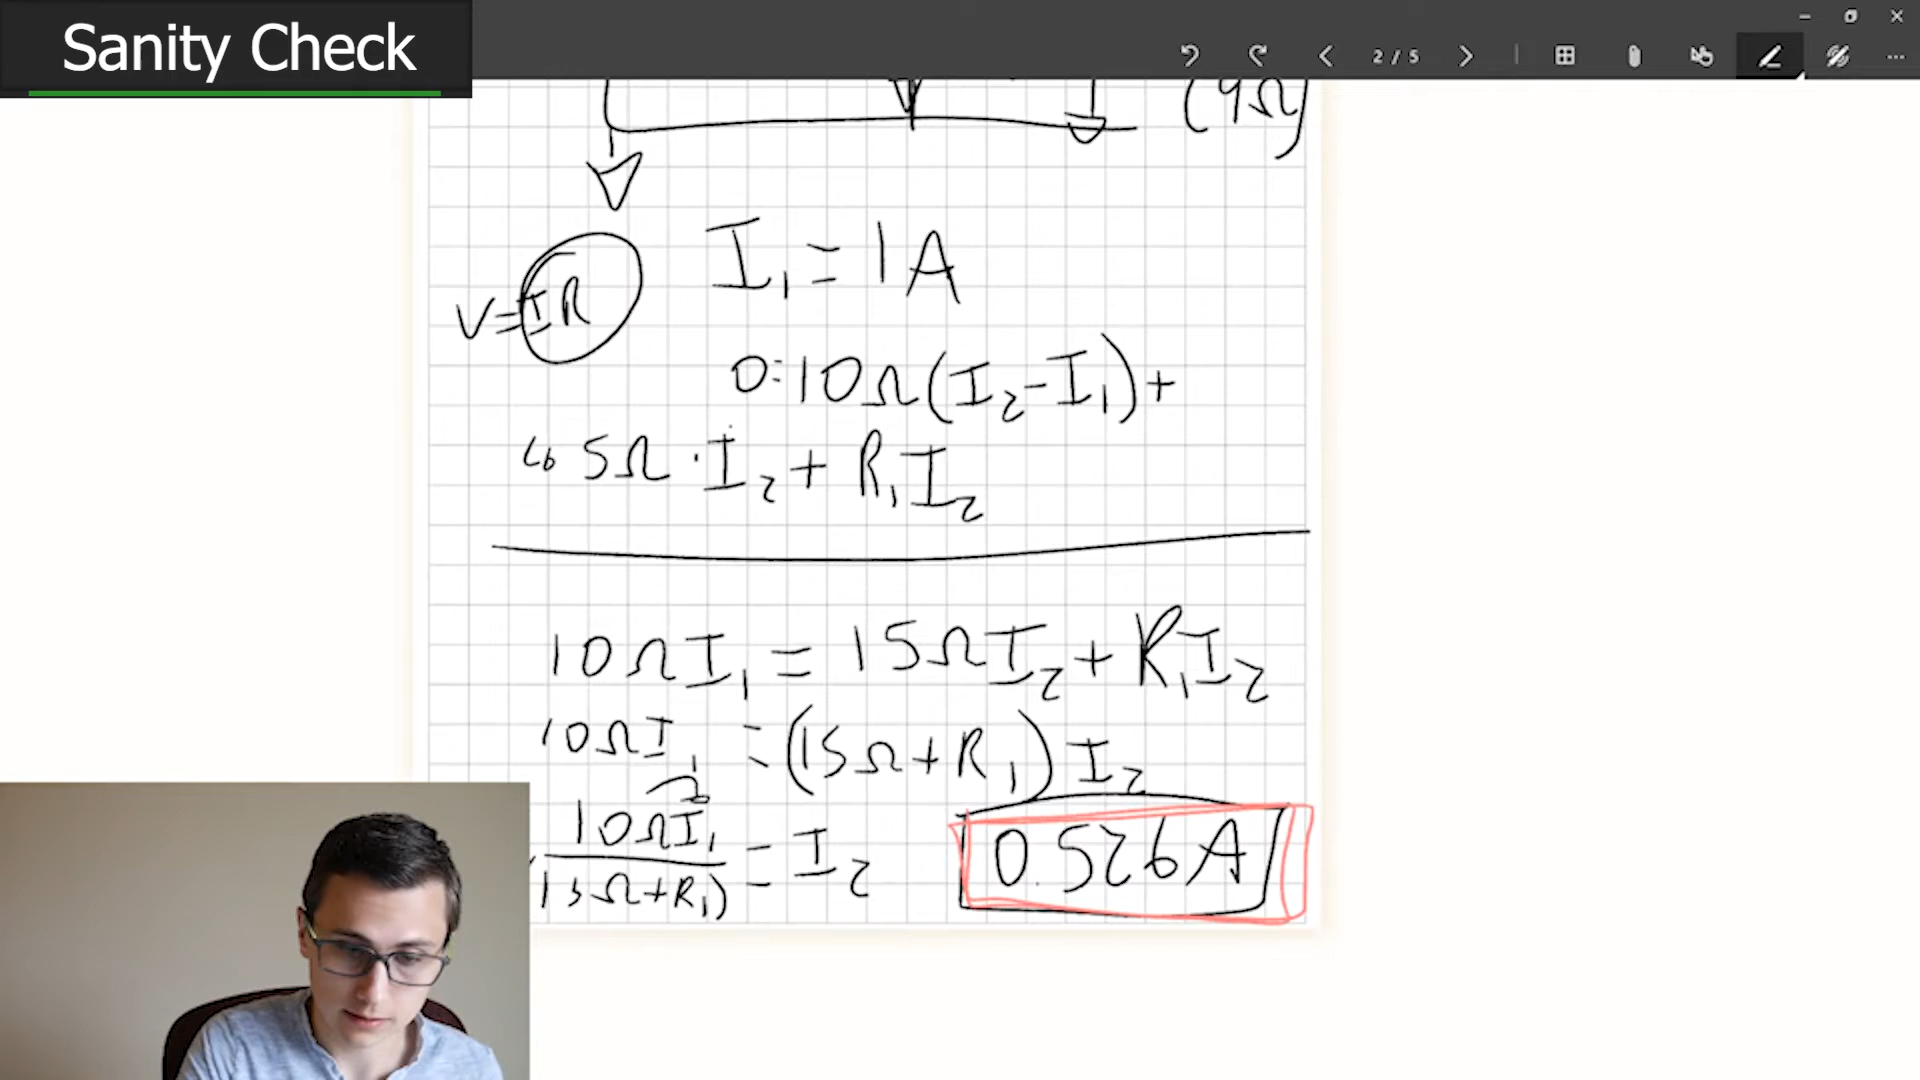 Sanity Check
2 / 5
(4Ω)
I₁ = 1A
V=IR
0=10Ω(I₂-I₁)+
↳ 5Ω·I₂+R₁I₂
10ΩI₁ = 15ΩI₂+R₁I₂
10ΩI₁ =(15Ω+R₁)I₂
10ΩI₁
(15Ω+R₁) = I₂
0.526A